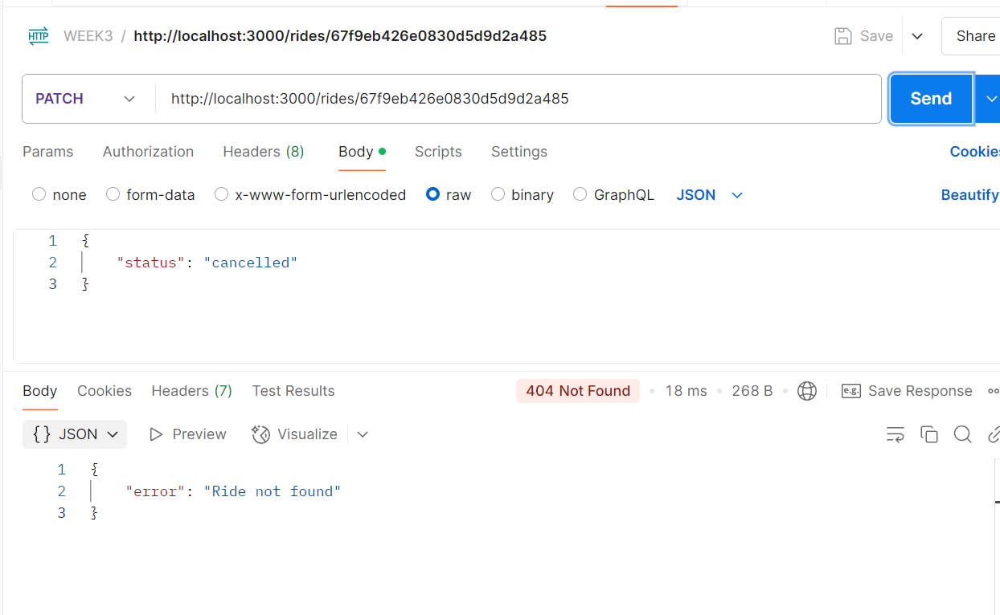 HTTP WEEK3 / http://localhost:3000/rides/67f9eb426e0830d5d9d2a485 Save Share
PATCH http://localhost:3000/rides/67f9eb426e0830d5d9d2a485 Send
Params Authorization Headers (8) Body Scripts Settings Cookies
none form-data x-www-form-urlencoded raw binary GraphQL JSON Beautify
1 {
2 "status": "cancelled"
3 }
Body Cookies Headers (7) Test Results 404 Not Found 18 ms 268 B e.g. Save Response
{} JSON Preview Visualize
1 {
2 "error": "Ride not found"
3 }